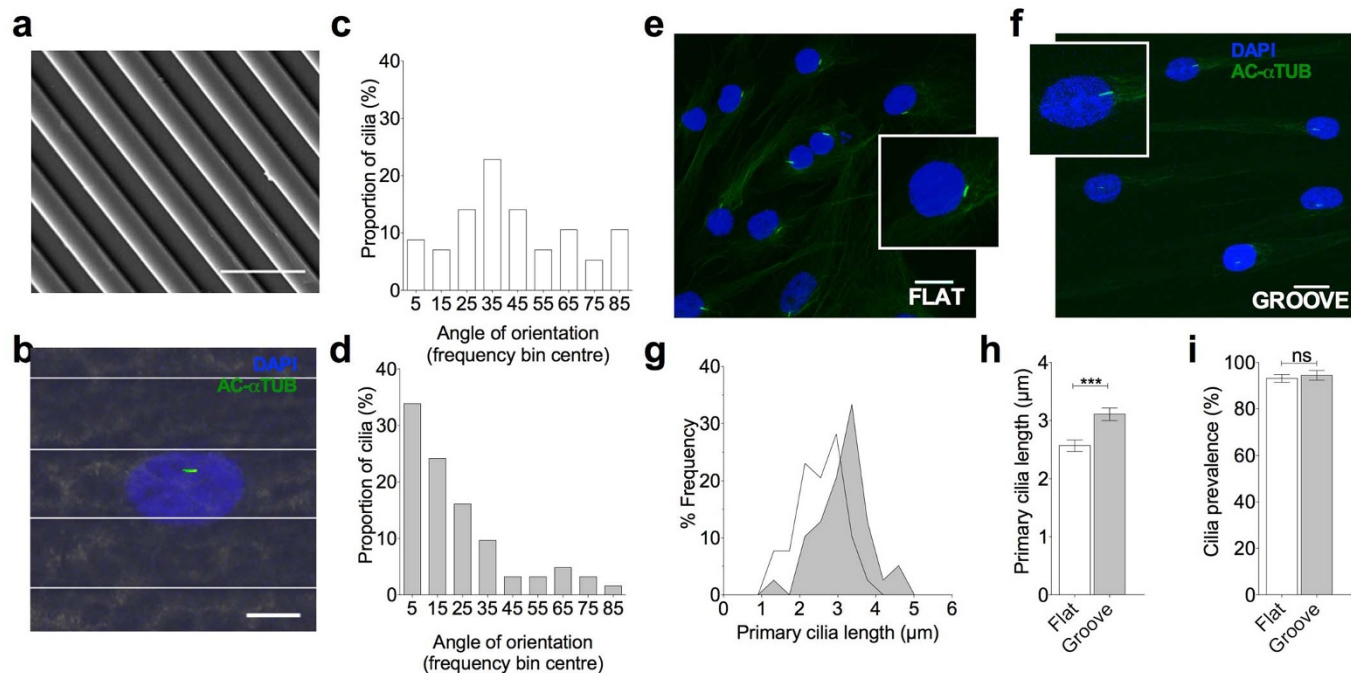 a
b
DAPI
AC-αTUB
c
Proportion of cilia (%)
40
30
20
10
0
5 15 25 35 45 55 65 75 85
Angle of orientation
(frequency bin centre)
d
Proportion of cilia (%)
40
30
20
10
0
5 15 25 35 45 55 65 75 85
Angle of orientation
(frequency bin centre)
e
FLAT
f
DAPI
AC-αTUB
GROOVE
g
% Frequency
40
30
20
10
0
0 1 2 3 4 5 6
Primary cilia length (μm)
h
Primary cilia length (μm)
4
3
2
1
0
***
Flat
Groove
i
Cilia prevalence (%)
100
80
60
40
20
0
ns
Flat
Groove